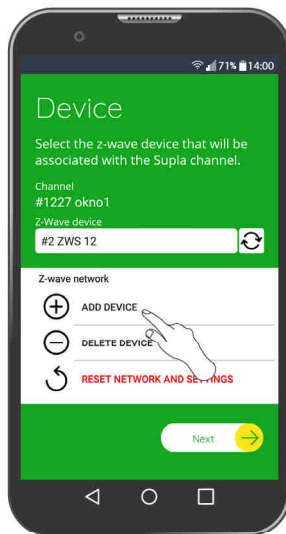 71% 14:00
Device
Select the z-wave device that will be
associated with the Supla channel.
Channel
#1227 okno1
Z-Wave device
#2 ZWS 12
Z-wave network
ADD DEVICE
DELETE DEVICE
RESET NETWORK AND SETTINGS
Next